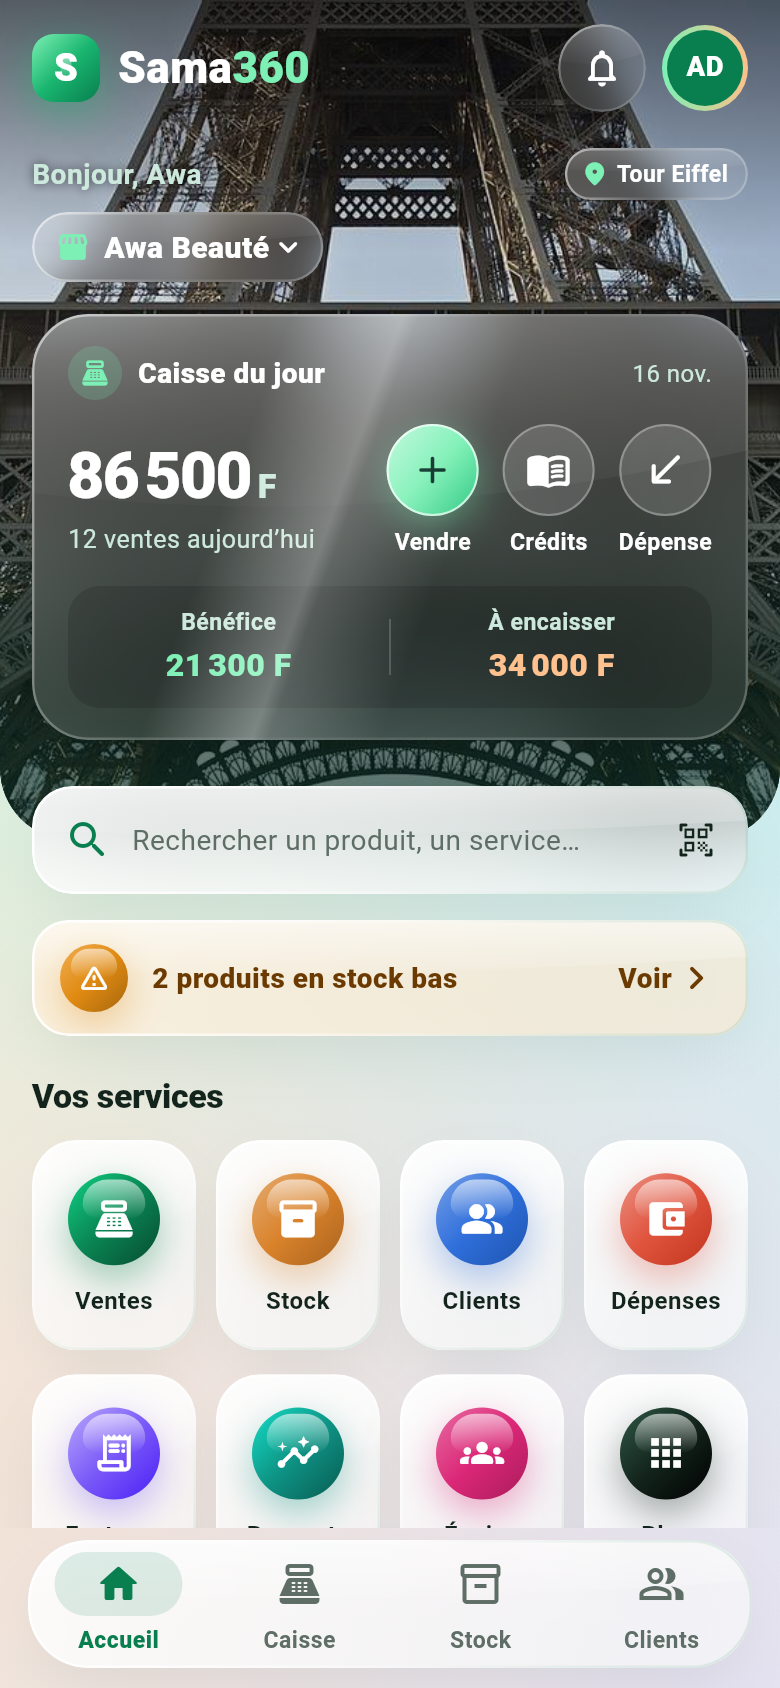 S Sama360 AD
Bonjour, Awa
Tour Eiffel
Awa Beauté
Caisse du jour 16 nov.
86 500 F
12 ventes aujourd’hui
Vendre Crédits Dépense
Bénéfice À encaisser
21 300 F 34 000 F
Rechercher un produit, un service…
2 produits en stock bas Voir
Vos services
Ventes Stock Clients Dépenses
Accueil Caisse Stock Clients